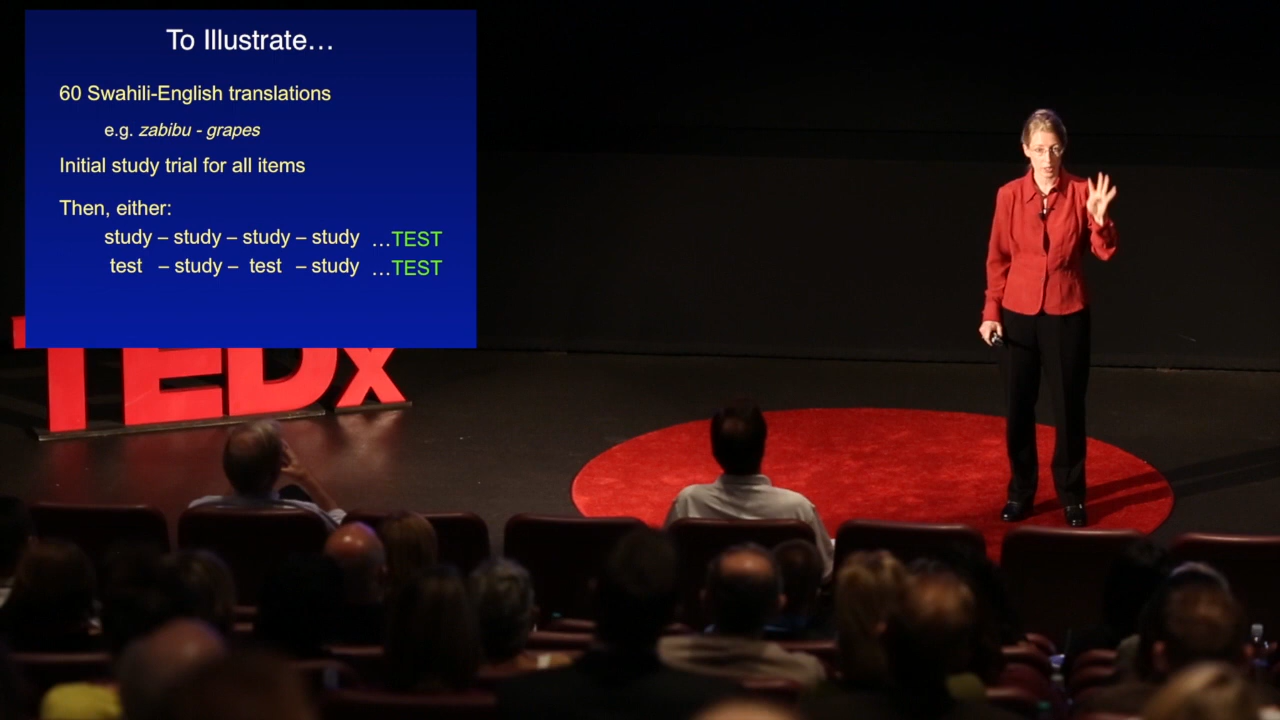 To Illustrate…
60 Swahili-English translations
e.g. zabibu - grapes
Initial study trial for all items
Then, either:
study – study – study – study …TEST
test – study – test – study …TEST
TEDx